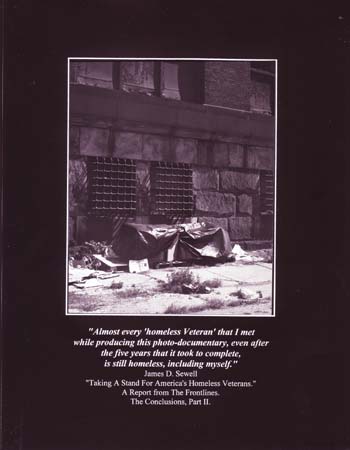 "Almost every 'homeless Veteran' that I met
while producing this photo-documentary, even after
the five years that it took to complete,
is still homeless, including myself."
James D. Sewell
"Taking A Stand For America's Homeless Veterans."
A Report from The Frontlines.
The Conclusions, Part II.